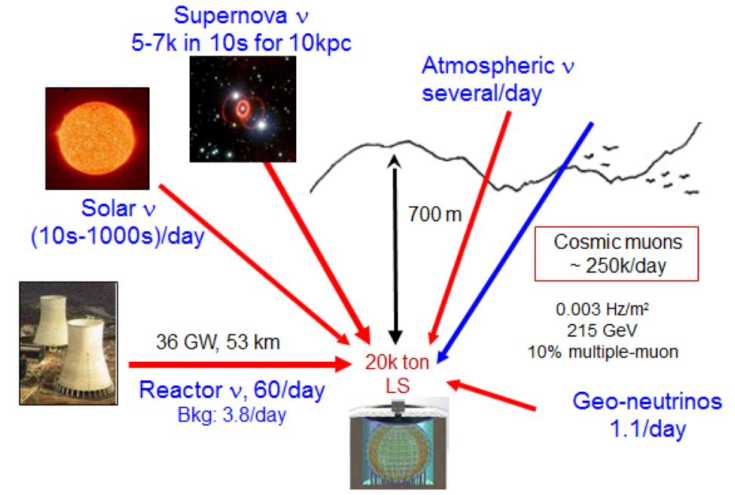 Supernova ν
5-7k in 10s for 10kpc
Atmospheric ν
several/day
Solar ν
(10s-1000s)/day
700 m
Cosmic muons
~ 250k/day
0.003 Hz/m²
215 GeV
10% multiple-muon
36 GW, 53 km
20k ton
LS
Reactor ν, 60/day
Bkg: 3.8/day
Geo-neutrinos
1.1/day